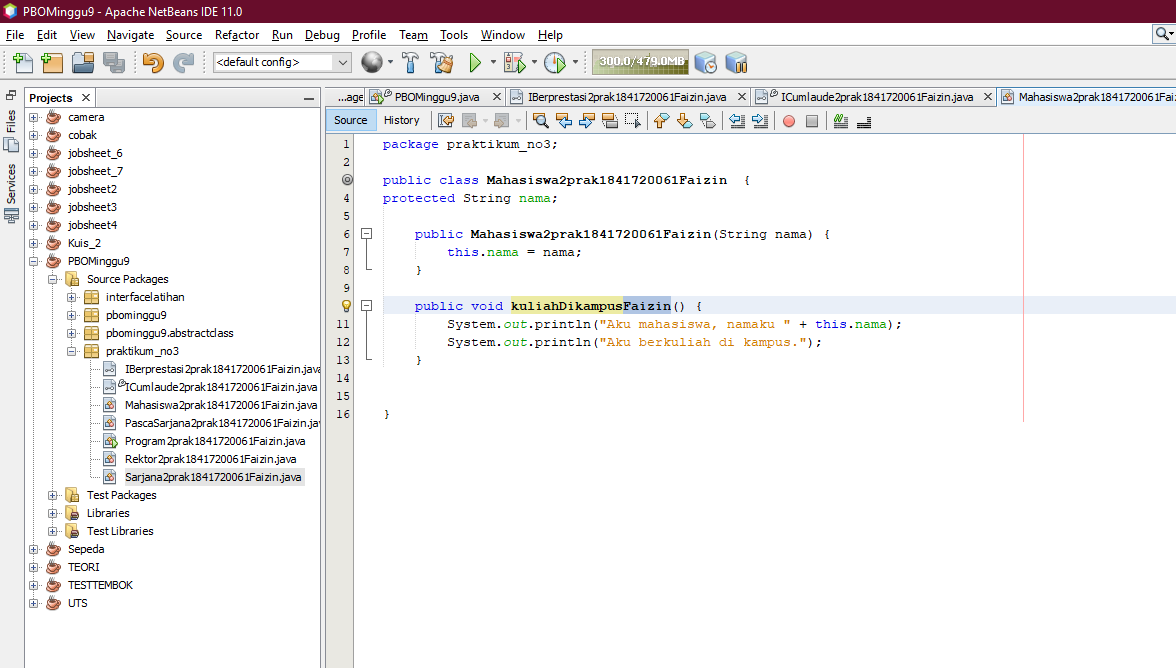 PBOMinggu9 - Apache NetBeans IDE 11.0
File Edit View Navigate Source Refactor Run Debug Profile Team Tools Window Help
<default config> 300.0/479.0MB
Projects
Files
Services
camera
cobak
jobsheet_6
jobsheet_7
jobsheet2
jobsheet3
jobsheet4
Kuis_2
PBOMinggu9
Source Packages
interfacelatihan
pbominggu9
pbominggu9.abstractclass
praktikum_no3
IBerprestasi2prak1841720061Faizin.java
ICumlaude2prak1841720061Faizin.java
Mahasiswa2prak1841720061Faizin.java
PascaSarjana2prak1841720061Faizin.jav
Program2prak1841720061Faizin.java
Rektor2prak1841720061Faizin.java
Sarjana2prak1841720061Faizin.java
Test Packages
Libraries
Test Libraries
Sepeda
TEORI
TESTTEMBOK
UTS
...age PBOMinggu9.java IBerprestasi2prak1841720061Faizin.java ICumlaude2prak1841720061Faizin.java Mahasiswa2prak1841720061Fai
Source History
1 package praktikum_no3;
2
public class Mahasiswa2prak1841720061Faizin {
4 protected String nama;
5
6 public Mahasiswa2prak1841720061Faizin(String nama) {
7 this.nama = nama;
8 }
9
public void kuliahDikampusFaizin() {
11 System.out.println("Aku mahasiswa, namaku " + this.nama);
12 System.out.println("Aku berkuliah di kampus.");
13 }
14
15
16 }